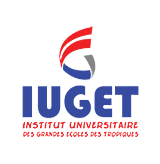 IUGET
INSTITUT UNIVERSITAIRE
DES GRANDES ECOLES DES TROPIQUES